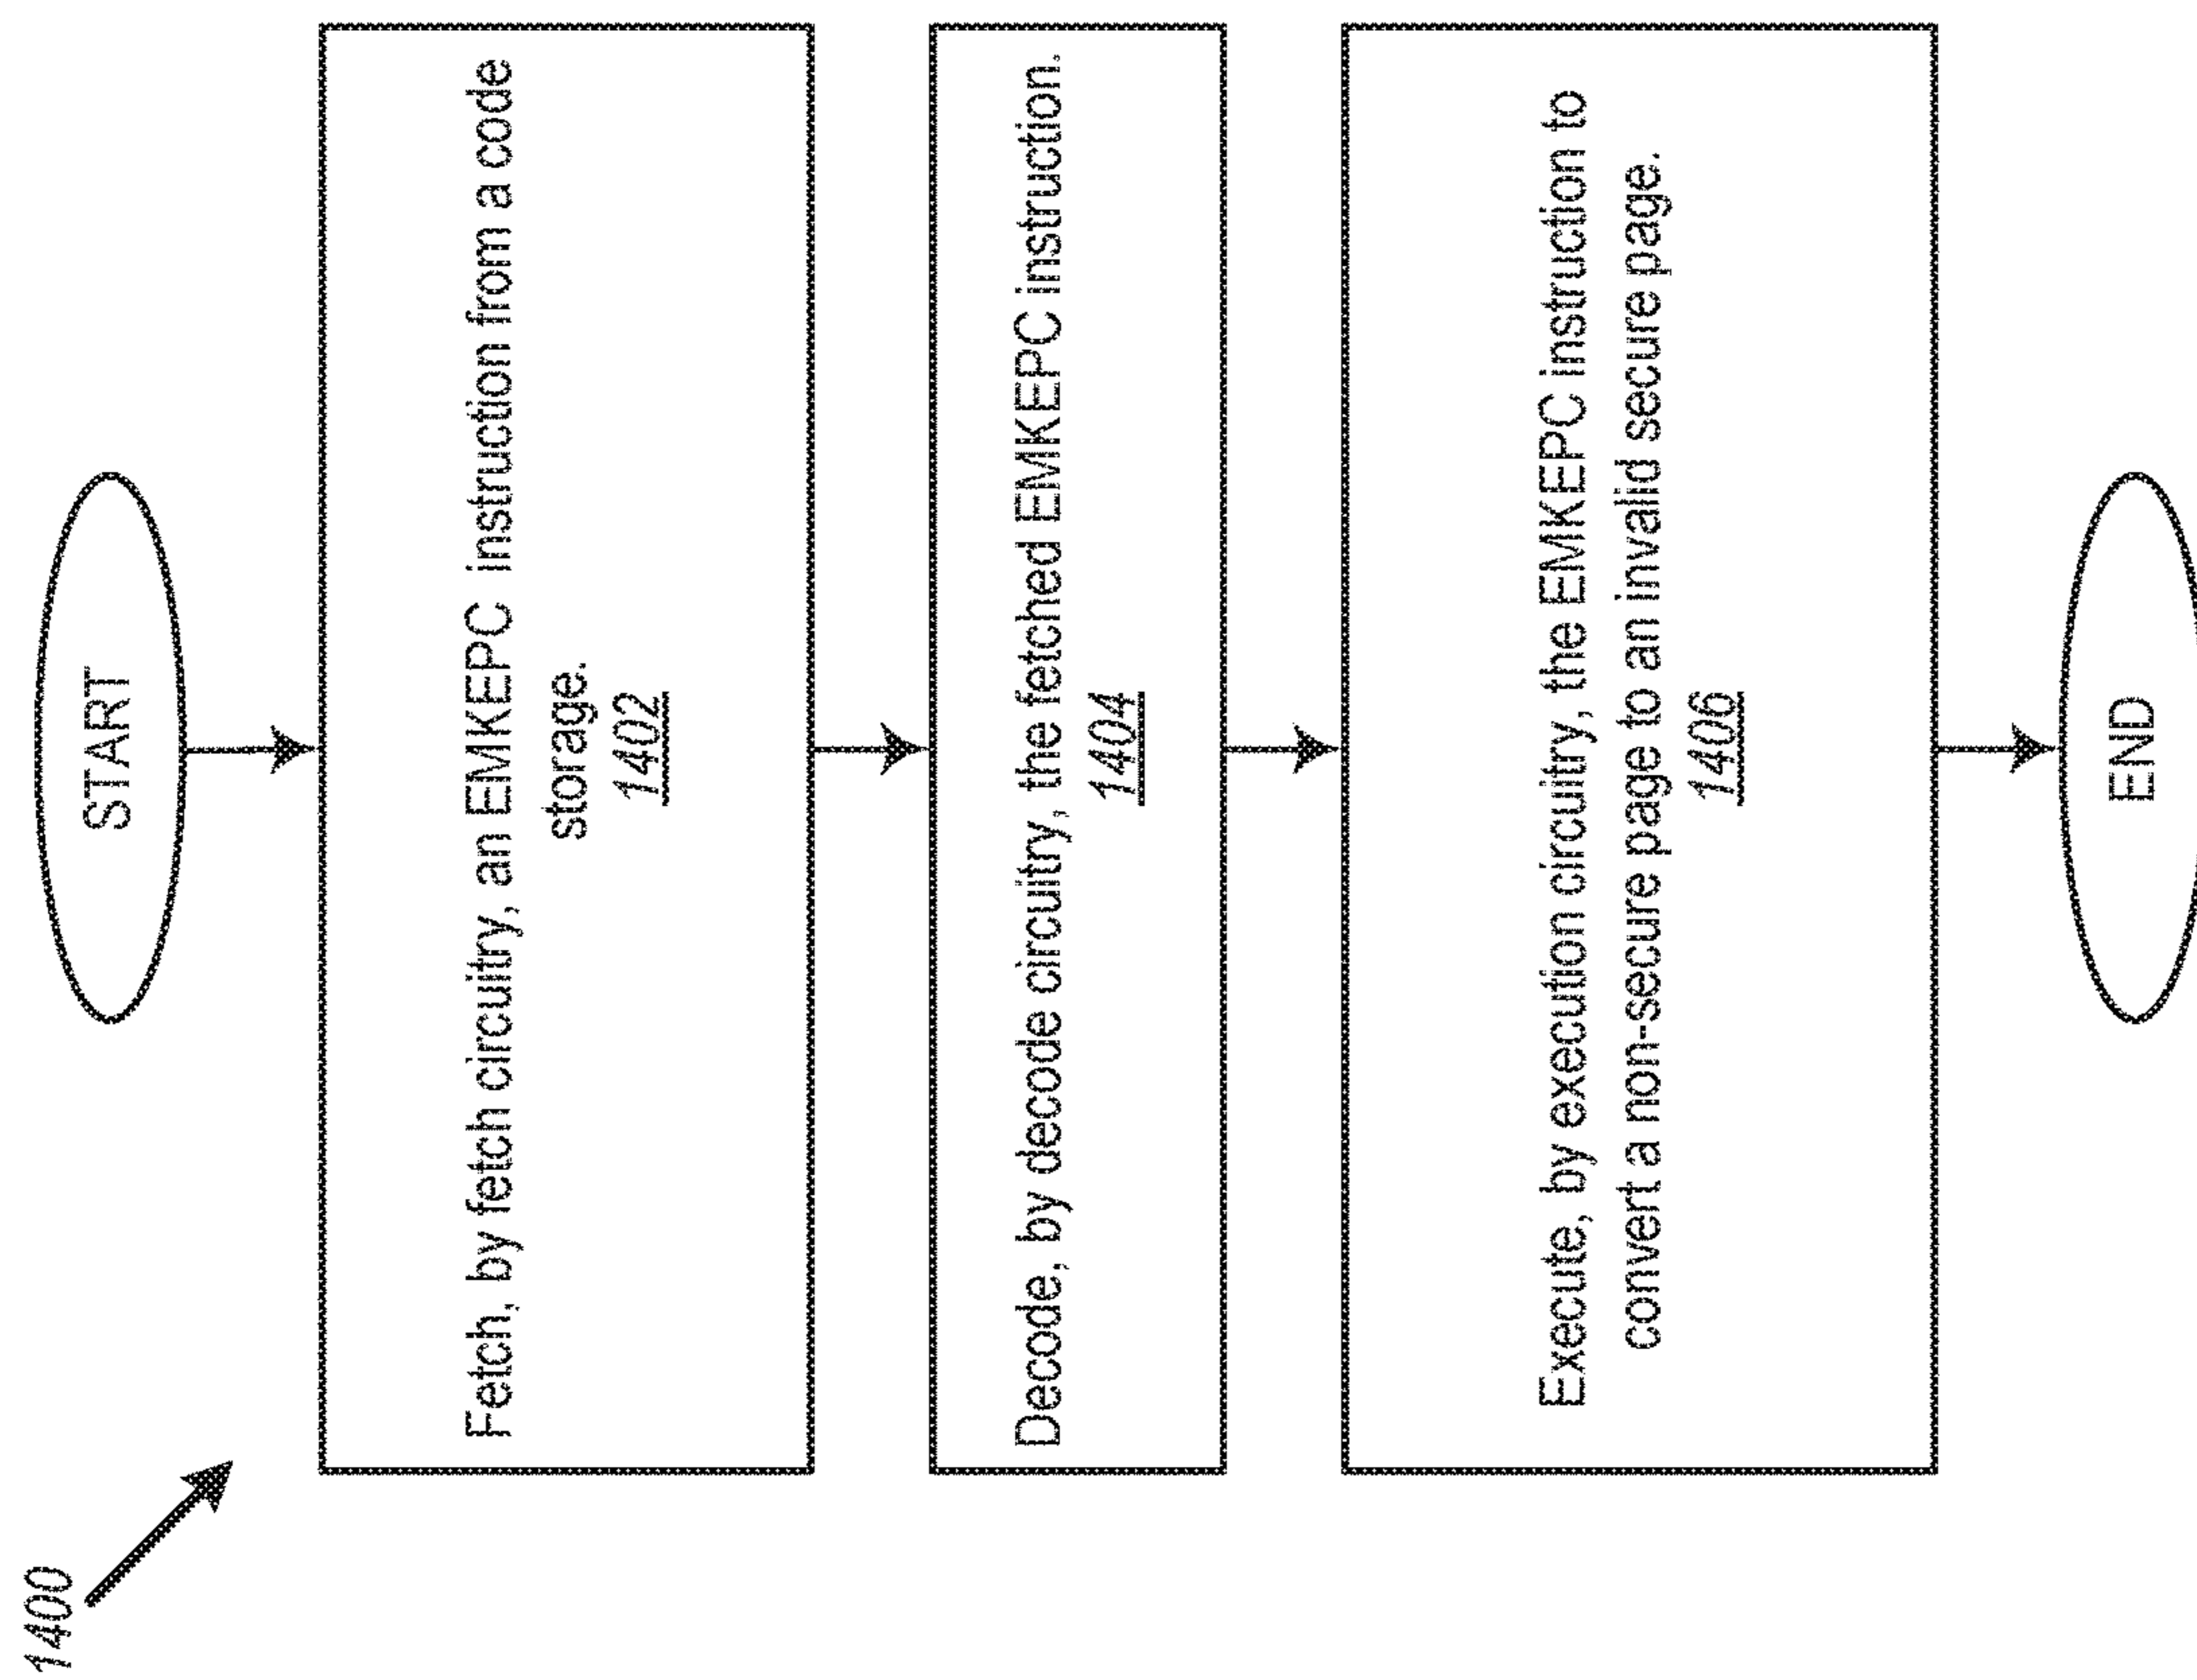 1400
START
Fetch, by fetch circuitry, an EMKEPC instruction from a code
storage.
1402
Decode, by decode circuitry, the fetched EMKEPC instruction.
1404
Execute, by execution circuitry, the EMKEPC instruction to
convert a non-secure page to an invalid secure page.
1406
END